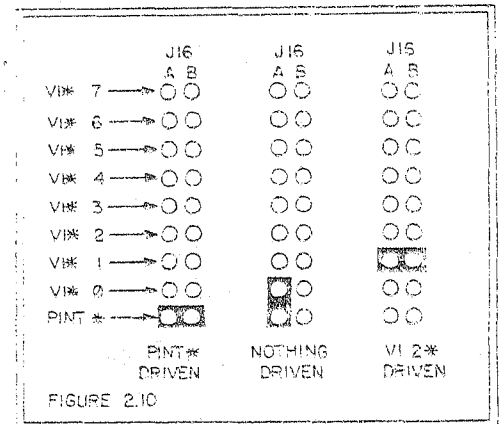 J16 J16 J16
A B A B A B
VI* 7
VI* 6
VI* 5
VI* 4
VI* 3
VI* 2
VI* 1
VI* 0
PINT *
PINT* NOTHING VI 2*
DRIVEN DRIVEN DRIVEN
FIGURE 2.10